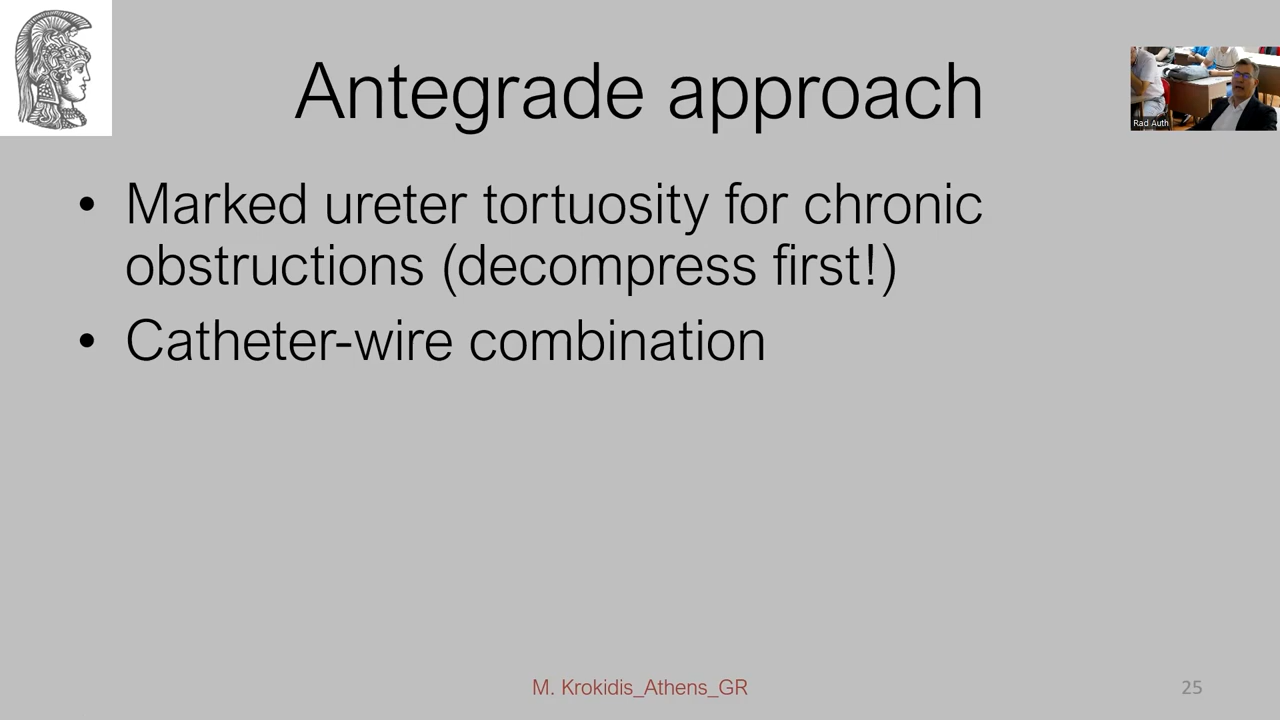 Antegrade approach
Rad Auth
• Marked ureter tortuosity for chronic
obstructions (decompress first!)
• Catheter-wire combination
M. Krokidis_Athens_GR
25